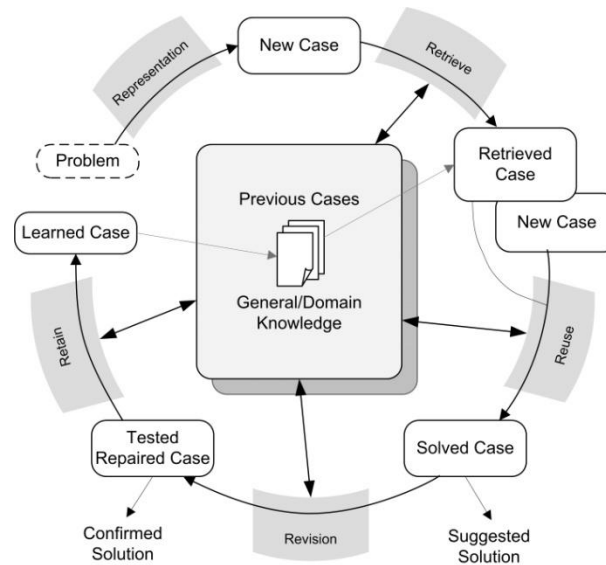 New Case
Representation
Retrieve
Problem
Retrieved
Case
New Case
Previous Cases
General/Domain
Knowledge
Learned Case
Retain
Reuse
Tested
Repaired Case
Solved Case
Revision
Confirmed
Solution
Suggested
Solution